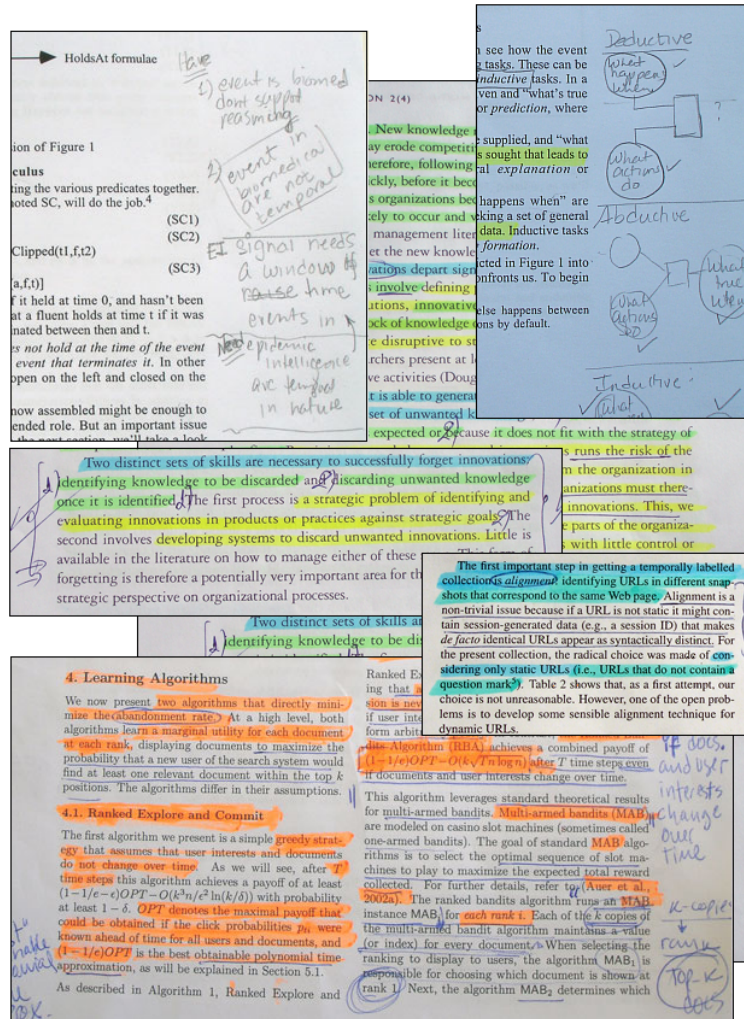 HoldsAt formulae
Have
1) event is biomed
dont support
reasoning
2) event in
biomedical
are not
temporal
EI signal needs
a window of
time
events in
Need epidemic
intelligence
are temporal
in nature
ion of Figure 1
culus
ting the various predicates together.
oted SC, will do the job.4
(SC1)
(SC2)
Clipped(t1,f,t2)
(SC3)
[a,f,t)]
f it held at time 0, and hasn't been
at a fluent holds at time t if it was
nated between then and t.
s not hold at the time of the event
event that terminates it. In other
open on the left and closed on the
now assembled might be enough to
ended role. But an important issue
the next section, we'll take a look
s
n see how the event
g tasks. These can be
inductive tasks. In a
ven and "what's true
or prediction, where
e supplied, and "what
s sought that leads to
ral explanation or
happens when" are
eking a set of general
data. Inductive tasks
formation.
icted in Figure 1 into
onfronts us. To begin
else happens between
ons by default.
Deductive
What
happens
when
?
What
actions
do
Abductive
What
true
when
What
actions
do
Inductive:
What
ON 2(4)
. New knowledge
ay erode competiti
herefore, following
ckly, before it beco
s organizations bec
ely to occur and v
management liter
et the new knowled
vations depart sign
s involve defining
utions, innovative
ock of knowledge
e disruptive to st
rchers present at l
ve activities (Doug
t is able to genera
set of unwanted k
expected or because it does not fit with the strategy of
s runs the risk of the
m the organization in
anizations must there-
innovations. This, we
e parts of the organiza-
s with little control or
Two distinct sets of skills are necessary to successfully forget innovations:
identifying knowledge to be discarded and discarding unwanted knowledge
once it is identified. The first process is a strategic problem of identifying and
evaluating innovations in products or practices against strategic goals. The
second involves developing systems to discard unwanted innovations. Little is
available in the literature on how to manage either of these
forgetting is therefore a potentially very important area for th
strategic perspective on organizational processes.
Two distinct sets of skills a
identifying knowledge to be dis
The first important step in getting a temporally labelled
collection is alignment: identifying URLs in different snap-
shots that correspond to the same Web page. Alignment is a
non-trivial issue because if a URL is not static it might con-
tain session-generated data (e.g., a session ID) that makes
de facto identical URLs appear as syntactically distinct. For
the present collection, the radical choice was made of con-
sidering only static URLs (i.e., URLs that do not contain a
question mark5). Table 2 shows that, as a first attempt, our
choice is not unreasonable. However, one of the open prob-
lems is to develop some sensible alignment technique for
dynamic URLs.
4. Learning Algorithms
We now present two algorithms that directly mini-
mize the abandonment rate. At a high level, both
algorithms learn a marginal utility for each document
at each rank, displaying documents to maximize the
probability that a new user of the search system would
find at least one relevant document within the top k
positions. The algorithms differ in their assumptions.
4.1. Ranked Explore and Commit
The first algorithm we present is a simple greedy strat-
egy that assumes that user interests and documents
do not change over time. As we will see, after T
time steps this algorithm achieves a payoff of at least
(1−1/e−ε)OPT−O(k³n/ε² ln(k/δ)) with probability
at least 1−δ. OPT denotes the maximal payoff that
could be obtained if the click probabilities pᵢⱼ were
known ahead of time for all users and documents, and
(1−1/e)OPT is the best obtainable polynomial time
approximation, as will be explained in Section 5.1.
As described in Algorithm 1, Ranked Explore and
Ranked Ex
ing that a
sion is nev
if user inter
form arbit
dits Algorithm (RBA) achieves a combined payoff of
(1−1/e)OPT−O(k√Tn log n) after T time steps even
if documents and user interests change over time.
This algorithm leverages standard theoretical results
for multi-armed bandits. Multi-armed bandits (MAB)
are modeled on casino slot machines (sometimes called
one-armed bandits). The goal of standard MAB algo-
rithms is to select the optimal sequence of slot ma-
chines to play to maximize the expected total reward
collected. For further details, refer to (Auer et al.,
2002a). The ranked bandits algorithm runs an MAB
instance MABᵢ for each rank i. Each of the k copies of
the multi-armed bandit algorithm maintains a value
(or index) for every document. When selecting the
ranking to display to users, the algorithm MAB₁ is
responsible for choosing which document is shown at
rank 1. Next, the algorithm MAB₂ determines which
if docs.
and user
interests
change
over
time
k-copies
rank
Top-k
docs